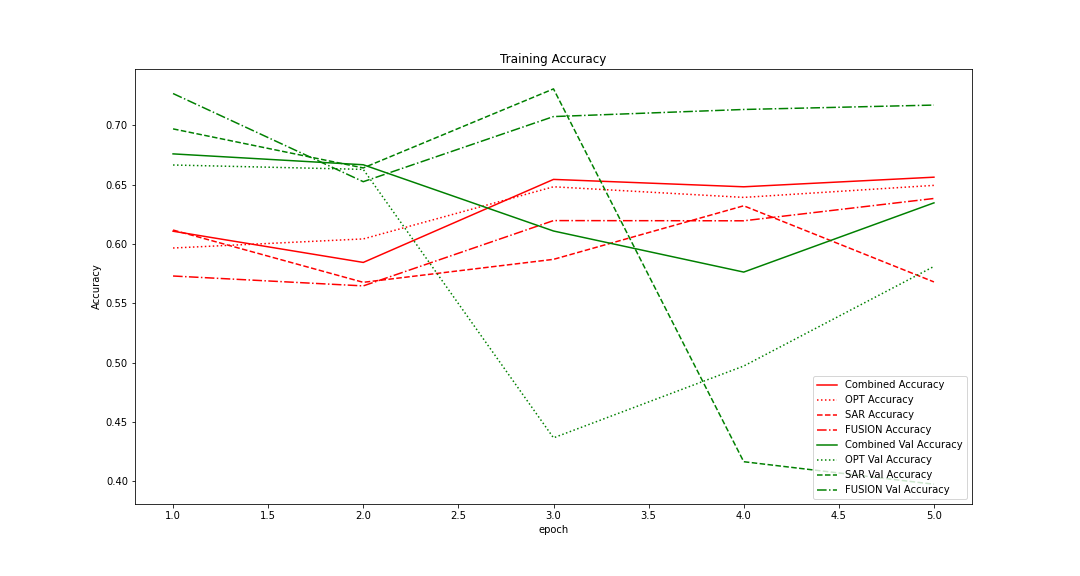 Training Accuracy
Accuracy
0.70
0.65
0.60
0.55
0.50
0.45
0.40
1.0 1.5 2.0 2.5 3.0 3.5 4.0 4.5 5.0
epoch
Combined Accuracy
OPT Accuracy
SAR Accuracy
FUSION Accuracy
Combined Val Accuracy
OPT Val Accuracy
SAR Val Accuracy
FUSION Val Accuracy